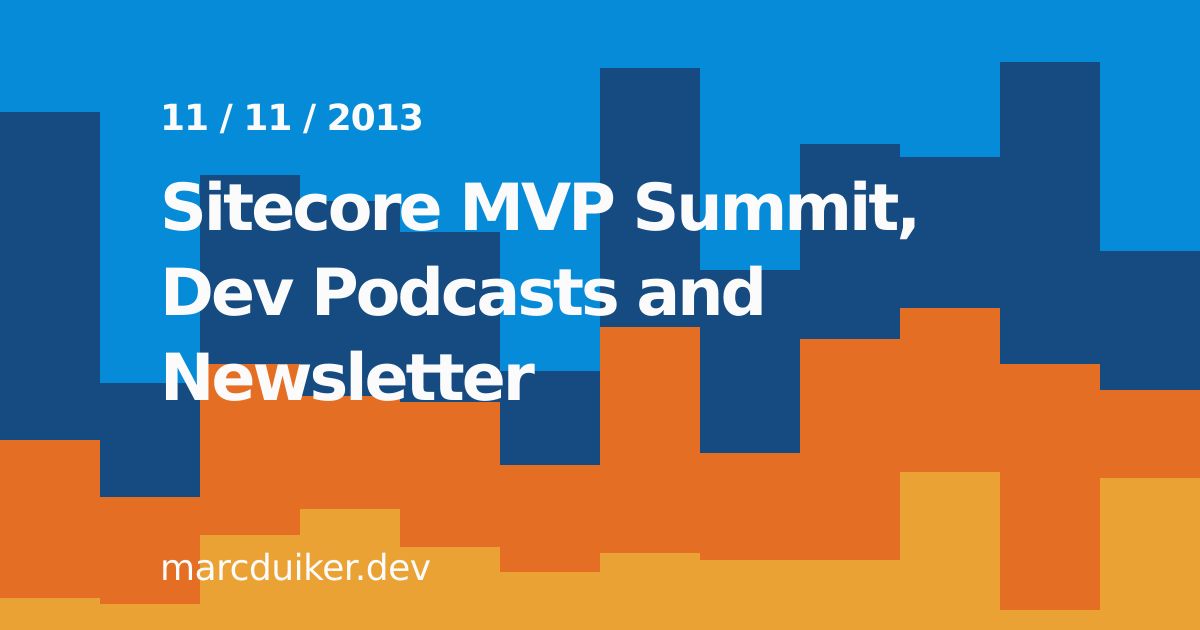 11 / 11 / 2013
Sitecore MVP Summit,
Dev Podcasts and
Newsletter
marcduiker.dev